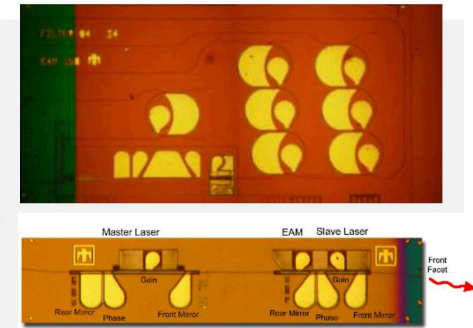 EAM
Master Laser
EAM Slave Laser
Gain
Gain
Front
Facet
Rear Mirror Phase Front Mirror
Rear Mirror Phase Front Mirror